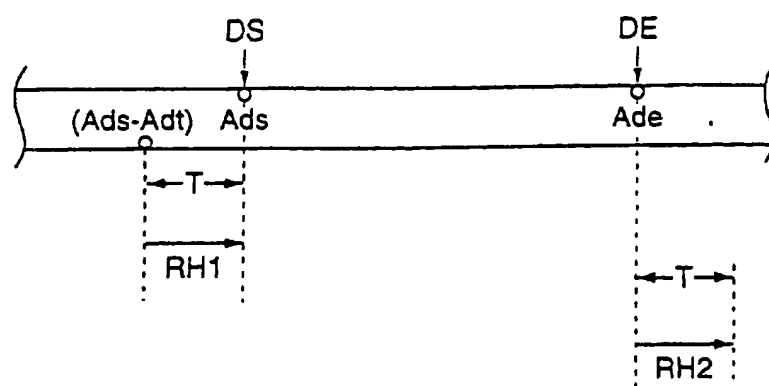 DS DE
(Ads-Adt) Ads Ade
T
RH1
T
RH2